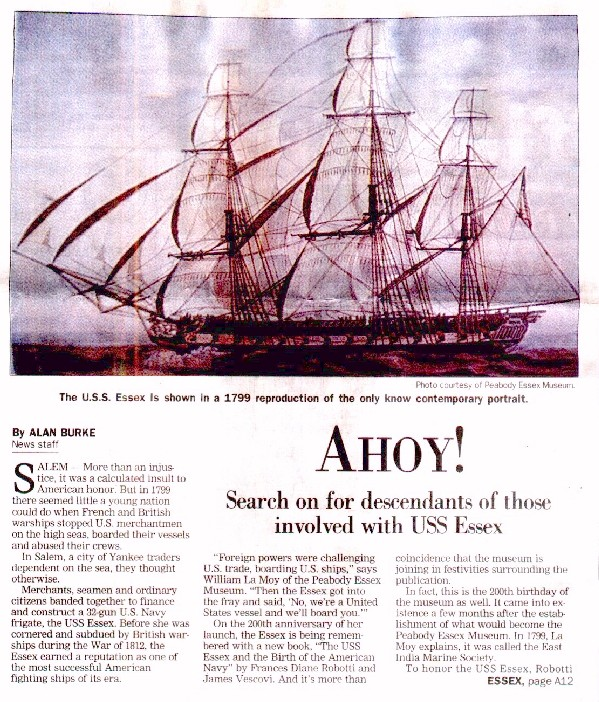 Photo courtesy of Peabody Essex Museum.
The U.S.S. Essex is shown in a 1799 reproduction of the only know contemporary portrait.
By ALAN BURKE
News staff
AHOY!
Search on for descendants of those
involved with USS Essex
SALEM – More than an injus-
tice, it was a calculated insult to
American honor. But in 1799
there seemed little a young nation
could do when French and British
warships stopped U.S. merchantmen
on the high seas, boarded their vessels
and abused their crews.
In Salem, a city of Yankee traders
dependent on the sea, they thought
otherwise.
Merchants, seamen and ordinary
citizens banded together to finance
and construct a 32-gun U.S. Navy
frigate, the USS Essex. Before she was
cornered and subdued by British war-
ships during the War of 1812, the
Essex earned a reputation as one of
the most successful American
fighting ships of its era.
"Foreign powers were challenging
U.S. trade, boarding U.S. ships," says
William La Moy of the Peabody Essex
Museum. "Then the Essex got into
the fray and said, 'No, we're a United
States vessel and we'll board you.'"
On the 200th anniversary of her
launch, the Essex is being remem-
bered with a new book, "The USS
Essex and the Birth of the American
Navy" by Frances Diane Robotti and
James Vescovi. And it's more than
coincidence that the museum is
joining in festivities surrounding the
publication.
In fact, this is the 200th birthday of
the museum as well. It came into ex-
istence a few months after the estab-
lishment of what would become the
Peabody Essex Museum. In 1799, La
Moy explains, it was called the East
India Marine Society.
To honor the USS Essex, Robotti
ESSEX, page A12